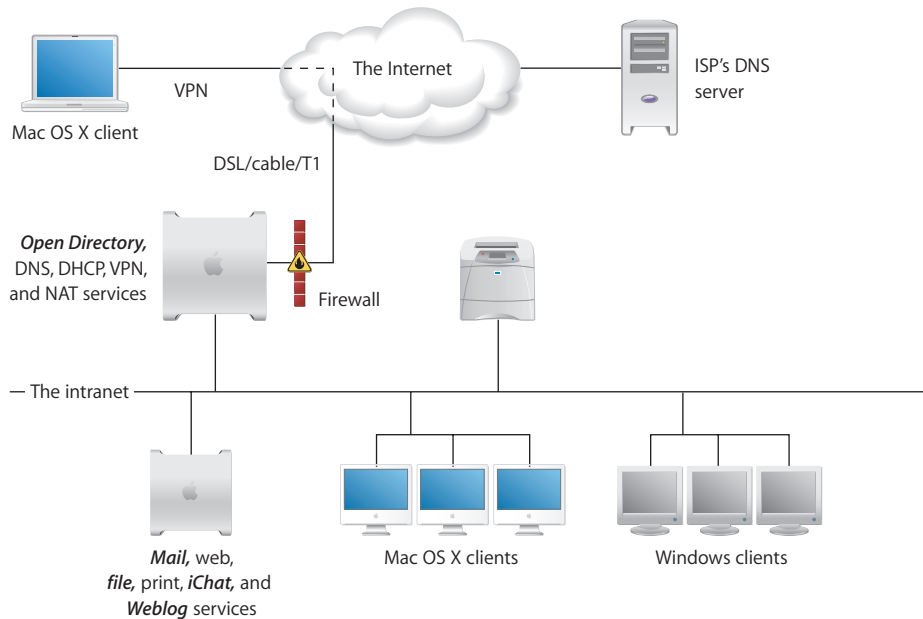 The Internet
ISP's DNS
server
VPN
Mac OS X client
DSL/cable/T1
Open Directory,
DNS, DHCP, VPN,
and NAT services
Firewall
The intranet
Mail, web,
file, print, iChat, and
Weblog services
Mac OS X clients
Windows clients